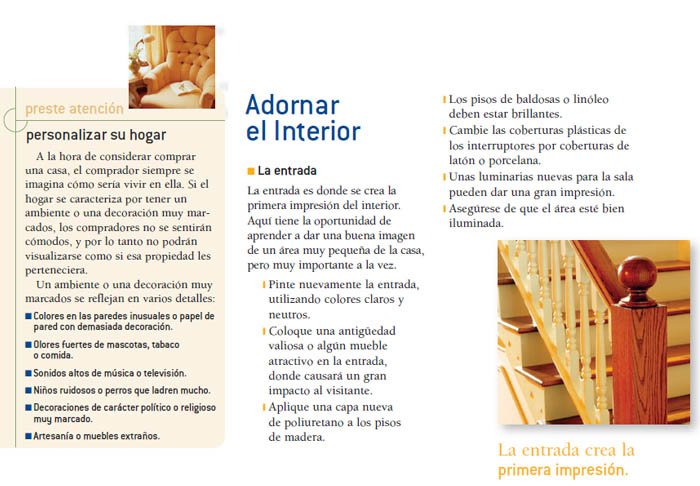 preste atención
personalizar su hogar
A la hora de considerar comprar
una casa, el comprador siempre se
imagina cómo sería vivir en ella. Si el
hogar se caracteriza por tener un
ambiente o una decoración muy mar-
cados, los compradores no se sentirán
cómodos, y por lo tanto no podrán
visualizarse como si esa propiedad les
perteneciera.
Un ambiente o una decoración muy
marcados se reflejan en varios detalles:
Colores en las paredes inusuales o papel de
pared con demasiada decoración.
Olores fuertes de mascotas, tabaco
o comida.
Sonidos altos de música o televisión.
Niños ruidosos o perros que ladren mucho.
Decoraciones de carácter político o religioso
muy marcado.
Artesanía o muebles extraños.
Adornar
el Interior
La entrada
La entrada es donde se crea la
primera impresión del interior.
Aquí tiene la oportunidad de
aprender a dar una buena imagen
de un área muy pequeña de la casa,
pero muy importante a la vez.
Pinte nuevamente la entrada,
utilizando colores claros y
neutros.
Coloque una antigüedad
valiosa o algún mueble
atractivo en la entrada,
donde causará un gran
impacto al visitante.
Aplique una capa nueva
de poliuretano a los pisos
de madera.
Los pisos de baldosas o linóleo
deben estar brillantes.
Cambie las coberturas plásticas de
los interruptores por coberturas de
latón o porcelana.
Unas luminarias nuevas para la sala
pueden dar una gran impresión.
Asegúrese de que el área esté bien
iluminada.
La entrada crea la
primera impresión.